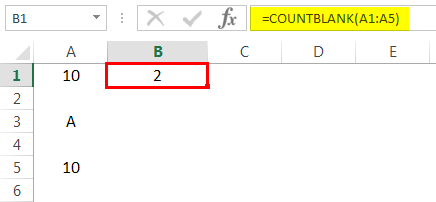 B1 fx =COUNTBLANK(A1:A5)
A B C D E
1 10 2
2
3 A
4
5 10
6